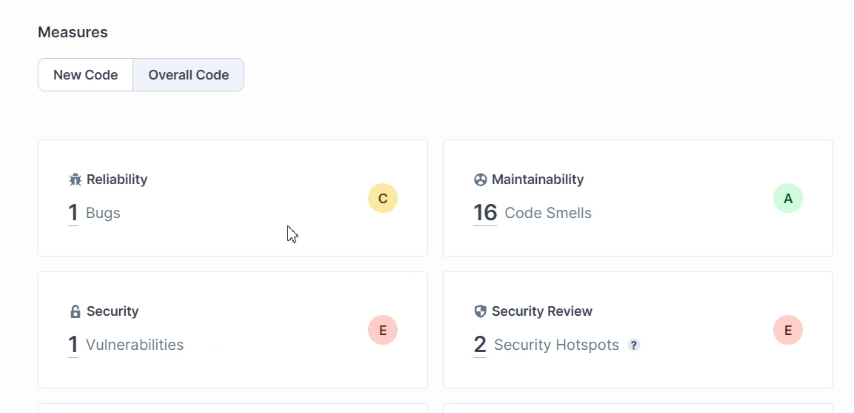 Measures
New Code Overall Code
Reliability
1 Bugs
C
Maintainability
16 Code Smells
A
Security
1 Vulnerabilities
E
Security Review
2 Security Hotspots ?
E